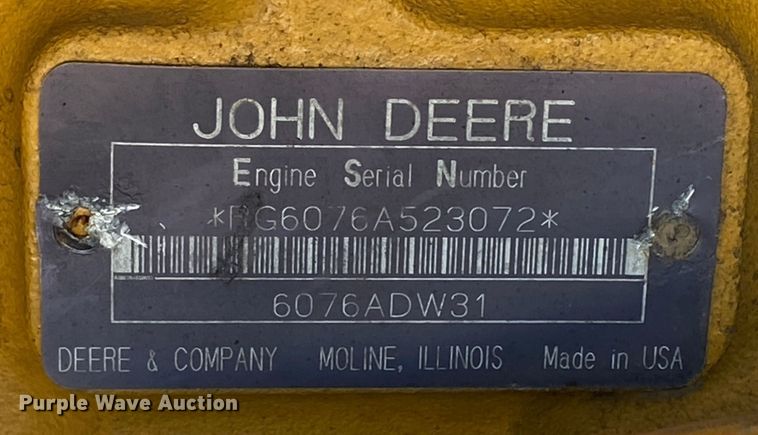 JOHN DEERE
Engine Serial Number
*RG6076A523072*
6076ADW31
DEERE & COMPANY MOLINE, ILLINOIS Made in USA
Purple Wave Auction